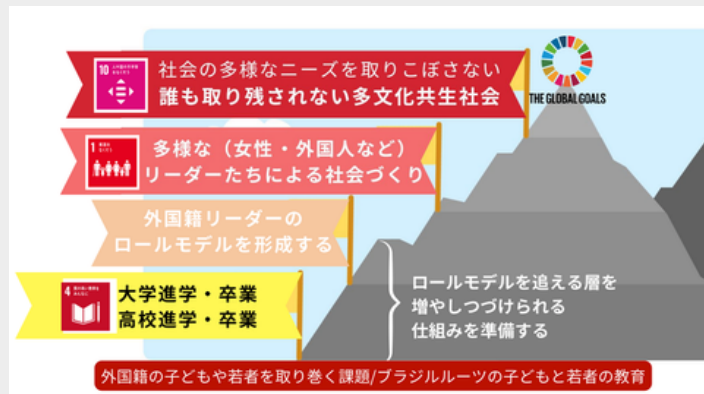 10
社会の多様なニーズを取りこぼさない
誰も取り残されない多文化共生社会
THE GLOBAL GOALS
1
多様な（女性・外国人など）
リーダーたちによる社会づくり
外国籍リーダーの
ロールモデルを形成する
4
大学進学・卒業
高校進学・卒業
ロールモデルを追える層を
増やしつづけられる
仕組みを準備する
外国籍の子どもや若者を取り巻く課題/ブラジルルーツの子どもと若者の教育